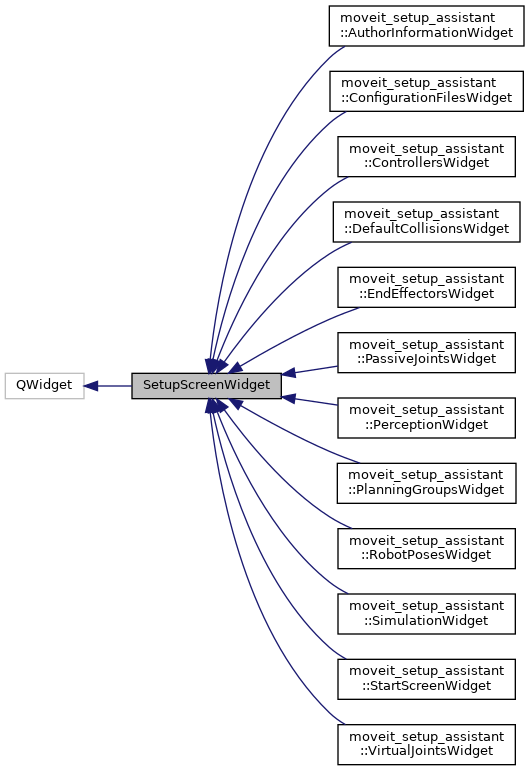 moveit_setup_assistant
::AuthorInformationWidget
moveit_setup_assistant
::ConfigurationFilesWidget
moveit_setup_assistant
::ControllersWidget
moveit_setup_assistant
::DefaultCollisionsWidget
moveit_setup_assistant
::EndEffectorsWidget
moveit_setup_assistant
::PassiveJointsWidget
QWidget
SetupScreenWidget
moveit_setup_assistant
::PerceptionWidget
moveit_setup_assistant
::PlanningGroupsWidget
moveit_setup_assistant
::RobotPosesWidget
moveit_setup_assistant
::SimulationWidget
moveit_setup_assistant
::StartScreenWidget
moveit_setup_assistant
::VirtualJointsWidget